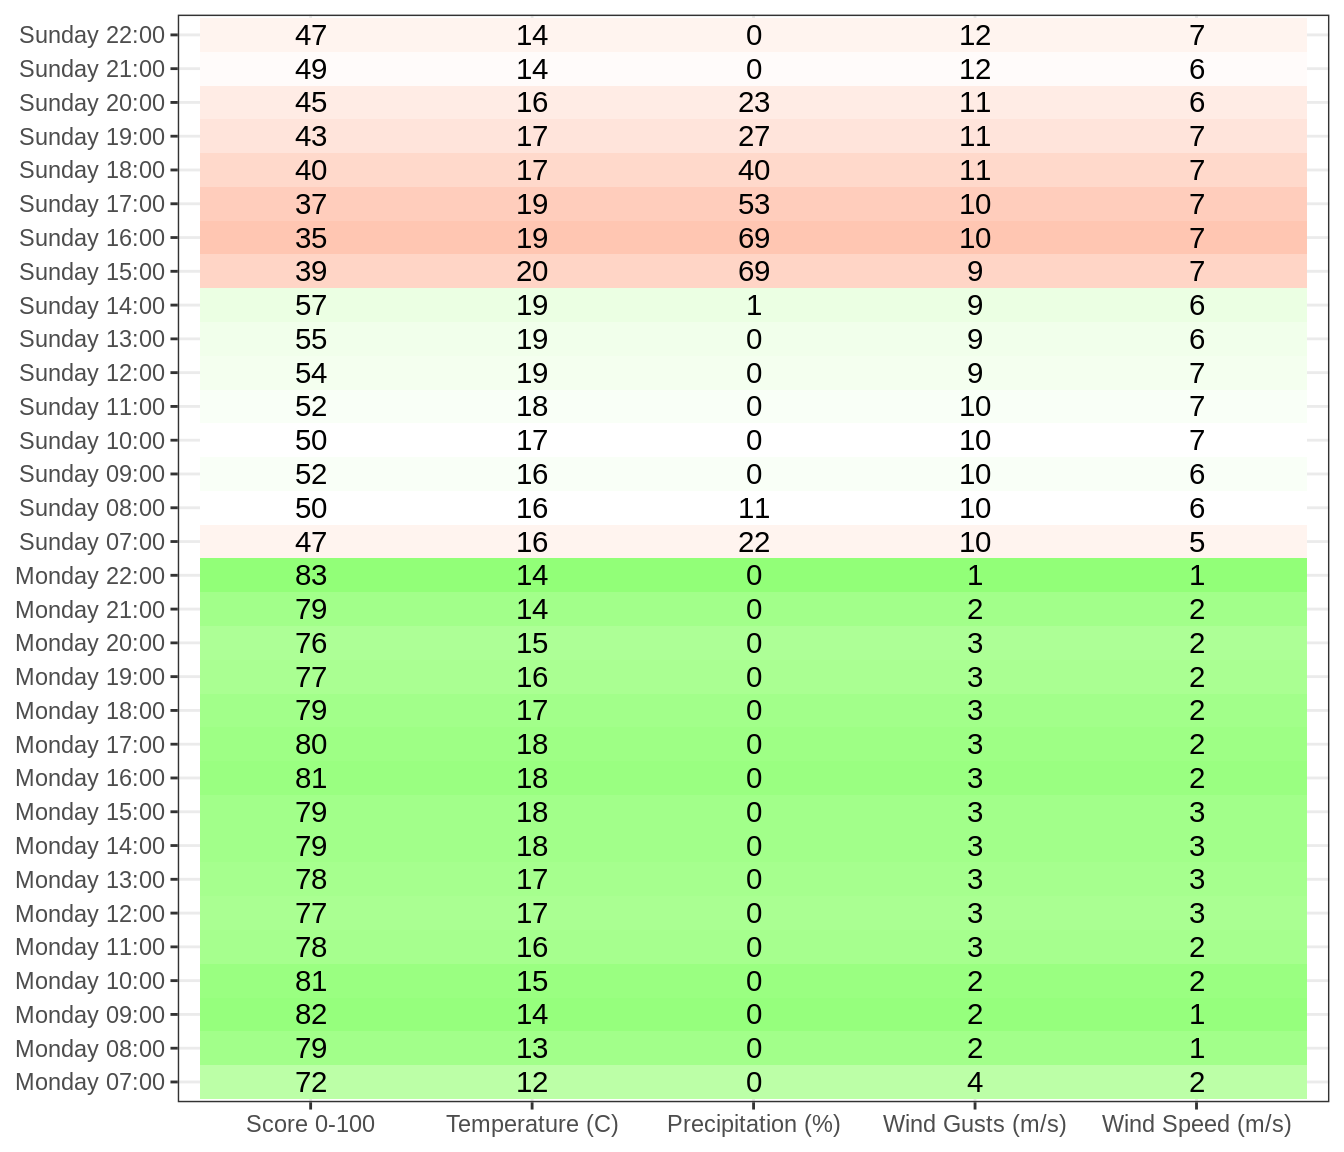 Sunday 22:00 47 14 0 12 7
Sunday 21:00 49 14 0 12 6
Sunday 20:00 45 16 23 11 6
Sunday 19:00 43 17 27 11 7
Sunday 18:00 40 17 40 11 7
Sunday 17:00 37 19 53 10 7
Sunday 16:00 35 19 69 10 7
Sunday 15:00 39 20 69 9 7
Sunday 14:00 57 19 1 9 6
Sunday 13:00 55 19 0 9 6
Sunday 12:00 54 19 0 9 7
Sunday 11:00 52 18 0 10 7
Sunday 10:00 50 17 0 10 7
Sunday 09:00 52 16 0 10 6
Sunday 08:00 50 16 11 10 6
Sunday 07:00 47 16 22 10 5
Monday 22:00 83 14 0 1 1
Monday 21:00 79 14 0 2 2
Monday 20:00 76 15 0 3 2
Monday 19:00 77 16 0 3 2
Monday 18:00 79 17 0 3 2
Monday 17:00 80 18 0 3 2
Monday 16:00 81 18 0 3 2
Monday 15:00 79 18 0 3 3
Monday 14:00 79 18 0 3 3
Monday 13:00 78 17 0 3 3
Monday 12:00 77 17 0 3 3
Monday 11:00 78 16 0 3 2
Monday 10:00 81 15 0 2 2
Monday 09:00 82 14 0 2 1
Monday 08:00 79 13 0 2 1
Monday 07:00 72 12 0 4 2
Score 0-100 Temperature (C) Precipitation (%) Wind Gusts (m/s) Wind Speed (m/s)